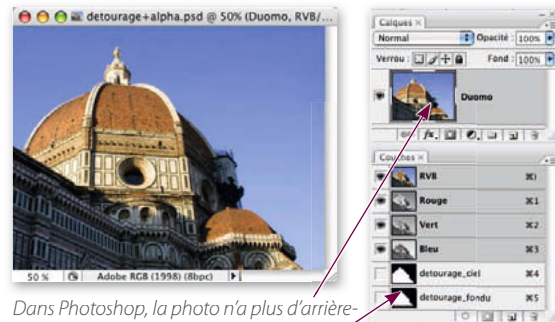 detourage+alpha.psd @ 50% (Duomo, RVB/...
50 %
Adobe RGB (1998) (8bpc)
Dans Photoshop, la photo n’a plus d’arrière-
Calques ×
Normal
Opacité : 100%
Verrou :
Fond : 100%
Duomo
Couches ×
RVB
Rouge ⌘1
Vert ⌘2
Bleu ⌘3
detourage_ciel ⌘4
detourage_fondu ⌘5